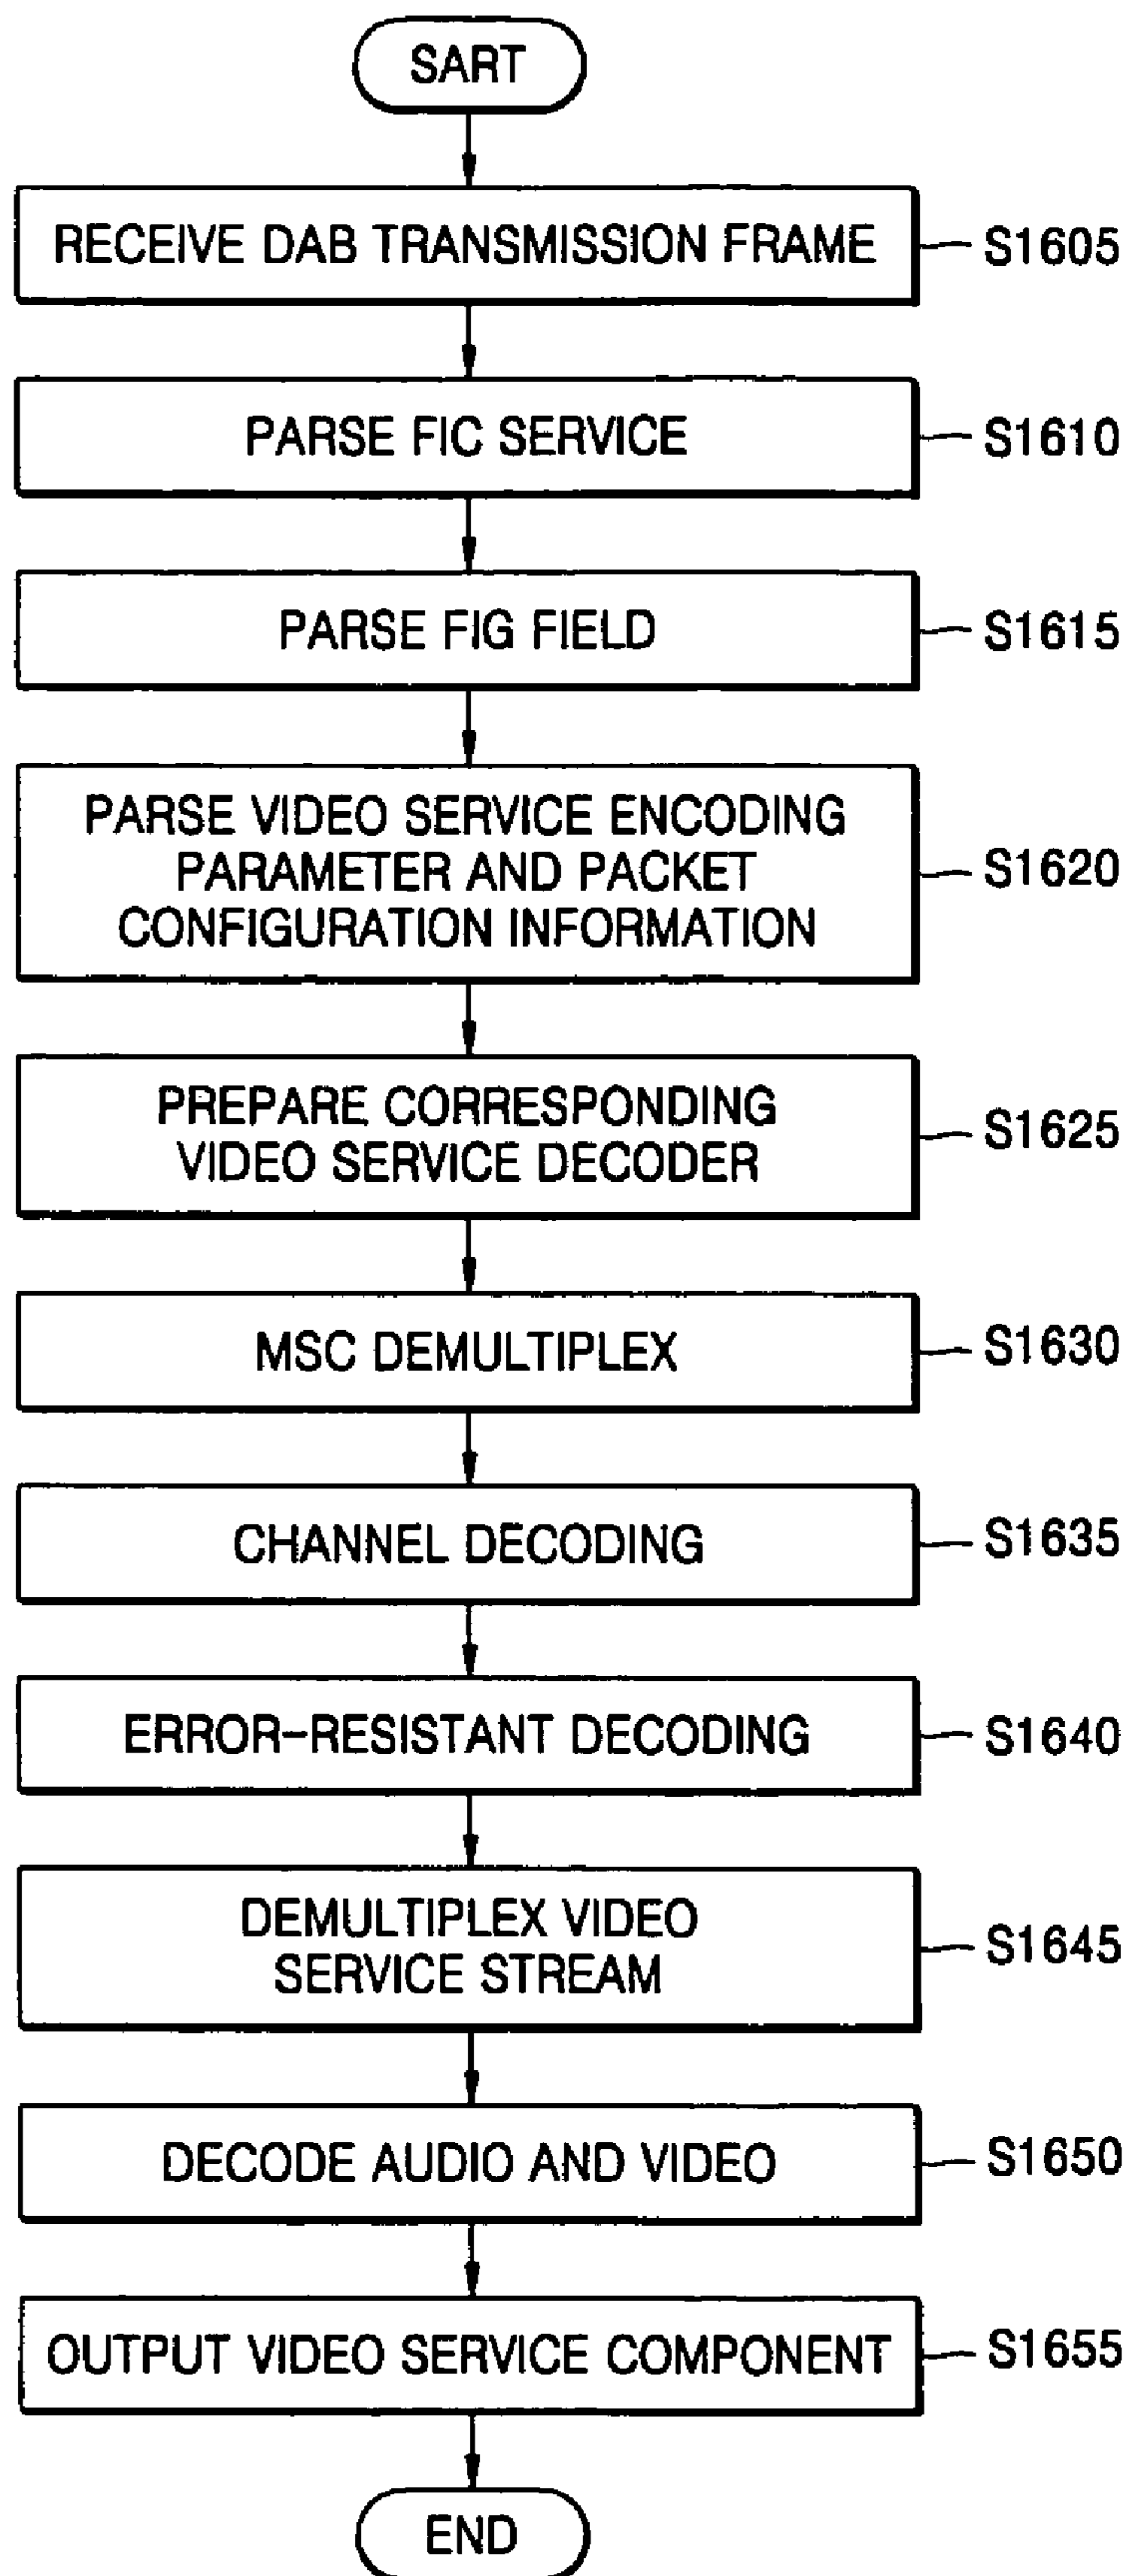 SART
RECEIVE DAB TRANSMISSION FRAME
S1605
PARSE FIC SERVICE
S1610
PARSE FIG FIELD
S1615
PARSE VIDEO SERVICE ENCODING
PARAMETER AND PACKET
CONFIGURATION INFORMATION
S1620
PREPARE CORRESPONDING
VIDEO SERVICE DECODER
S1625
MSC DEMULTIPLEX
S1630
CHANNEL DECODING
S1635
ERROR-RESISTANT DECODING
S1640
DEMULTIPLEX VIDEO
SERVICE STREAM
S1645
DECODE AUDIO AND VIDEO
S1650
OUTPUT VIDEO SERVICE COMPONENT
S1655
END